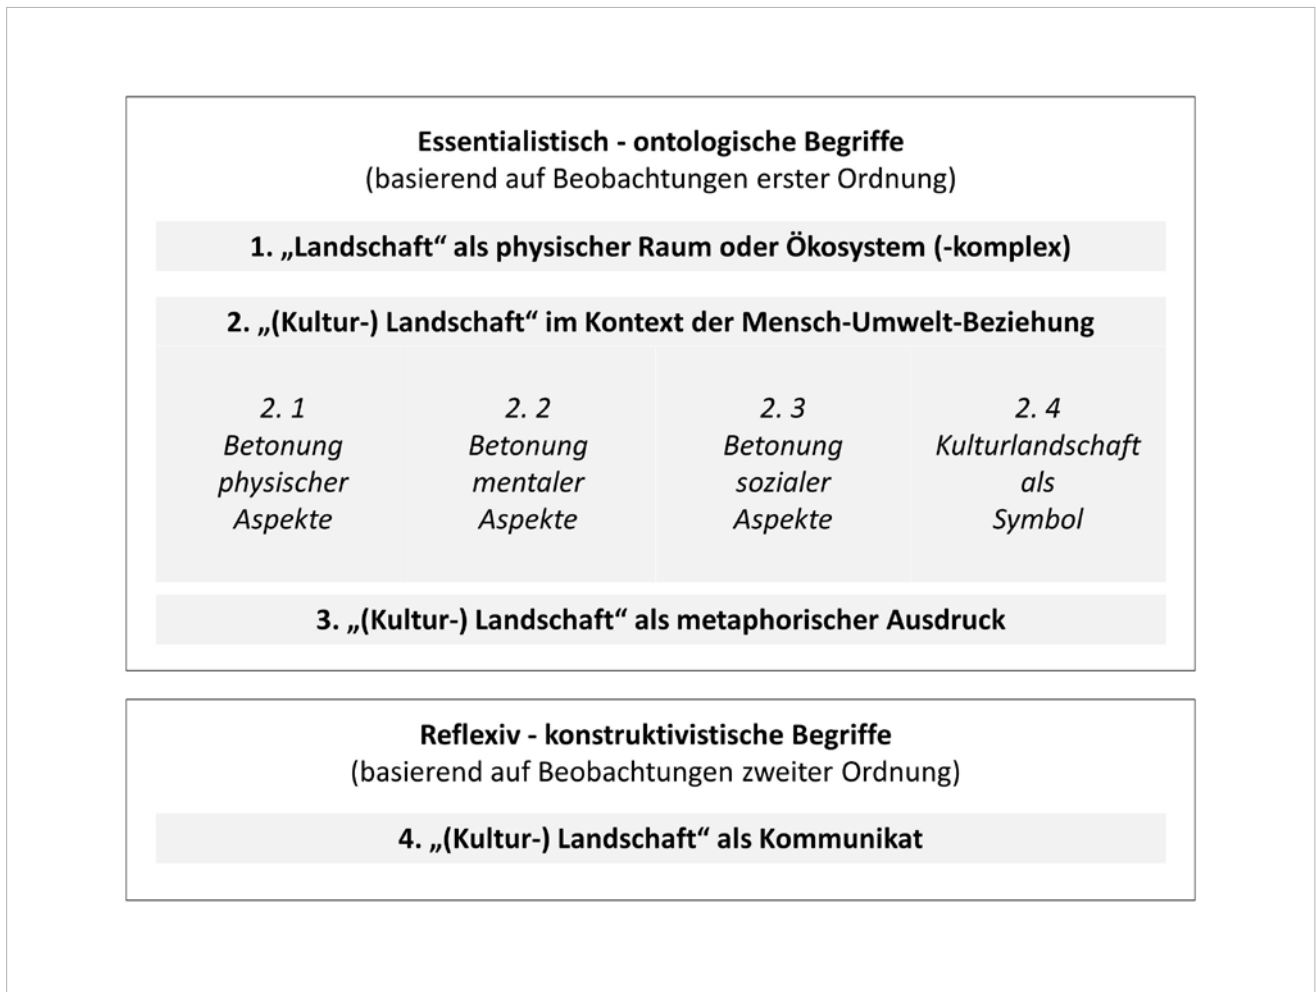 Essentialistisch - ontologische Begriffe
(basierend auf Beobachtungen erster Ordnung)
1. „Landschaft“ als physischer Raum oder Ökosystem (-komplex)
2. „(Kultur-) Landschaft“ im Kontext der Mensch-Umwelt-Beziehung
2. 1
Betonung
physischer
Aspekte
2. 2
Betonung
mentaler
Aspekte
2. 3
Betonung
sozialer
Aspekte
2. 4
Kulturlandschaft
als
Symbol
3. „(Kultur-) Landschaft“ als metaphorischer Ausdruck
Reflexiv - konstruktivistische Begriffe
(basierend auf Beobachtungen zweiter Ordnung)
4. „(Kultur-) Landschaft“ als Kommunikat